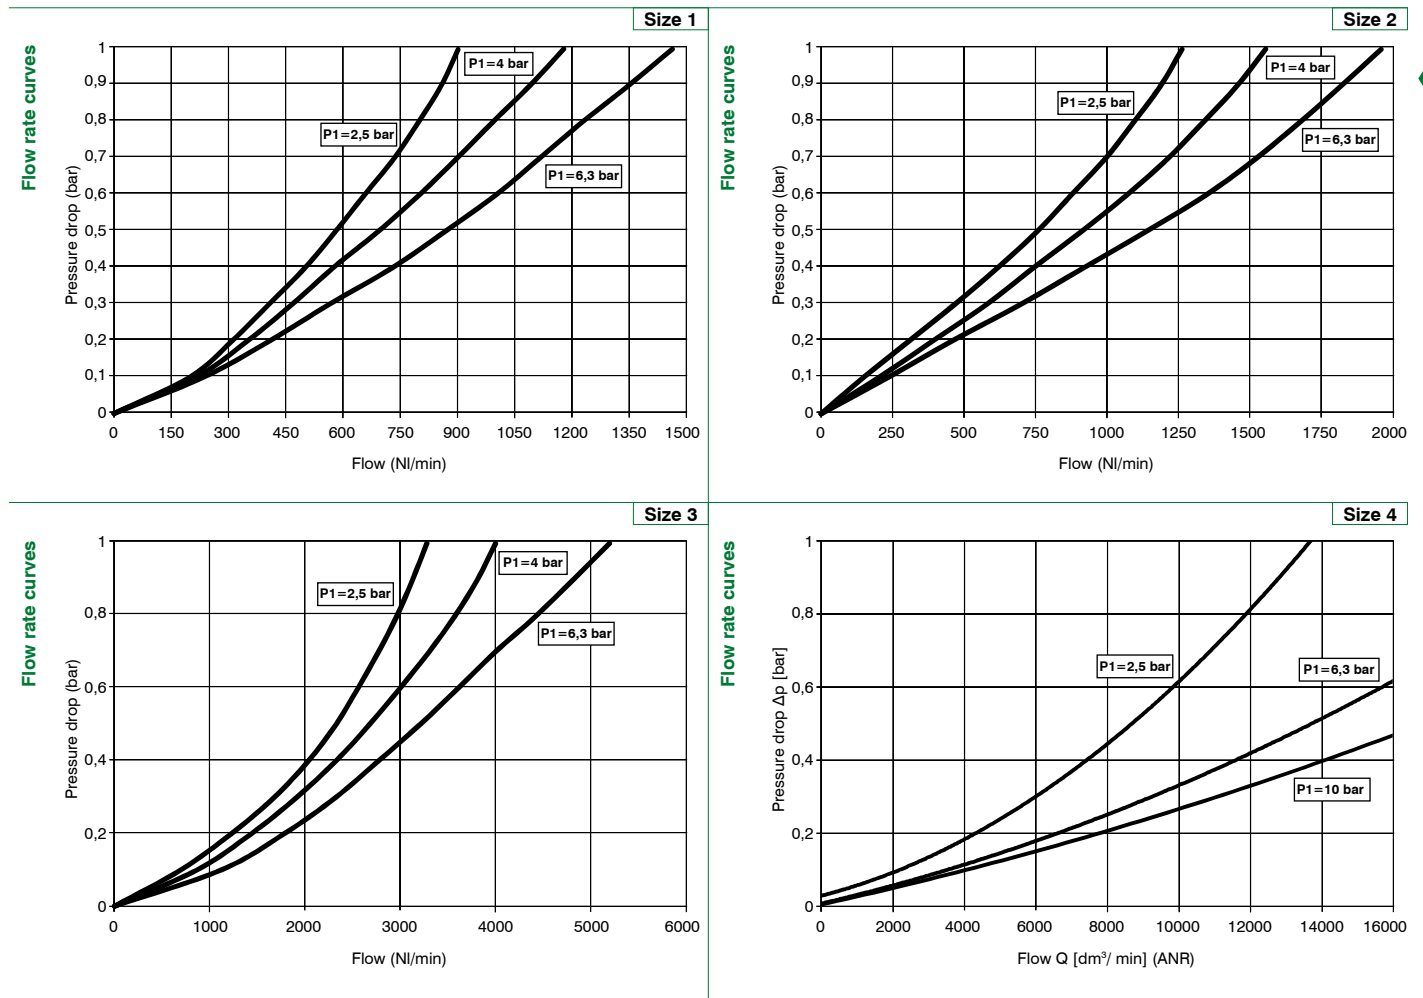 Size 1
Flow rate curves
Pressure drop (bar)
1
0,9
0,8
0,7
0,6
0,5
0,4
0,3
0,2
0,1
0
P1=2,5 bar
P1=4 bar
P1=6,3 bar
0 150 300 450 600 750 900 1050 1200 1350 1500
Flow (Nl/min)
Size 2
Flow rate curves
Pressure drop (bar)
1
0,9
0,8
0,7
0,6
0,5
0,4
0,3
0,2
0,1
0
P1=4 bar
P1=2,5 bar
P1=6,3 bar
0 250 500 750 1000 1250 1500 1750 2000
Flow (Nl/min)
Size 3
Flow rate curves
Pressure drop (bar)
1
0,8
0,6
0,4
0,2
0
P1=4 bar
P1=2,5 bar
P1=6,3 bar
0 1000 2000 3000 4000 5000 6000
Flow (Nl/min)
Size 4
Flow rate curves
Pressure drop Δp [bar]
1
0,8
0,6
0,4
0,2
0
P1=2,5 bar
P1=6,3 bar
P1=10 bar
0 2000 4000 6000 8000 10000 12000 14000 16000
Flow Q [dm³/ min] (ANR)